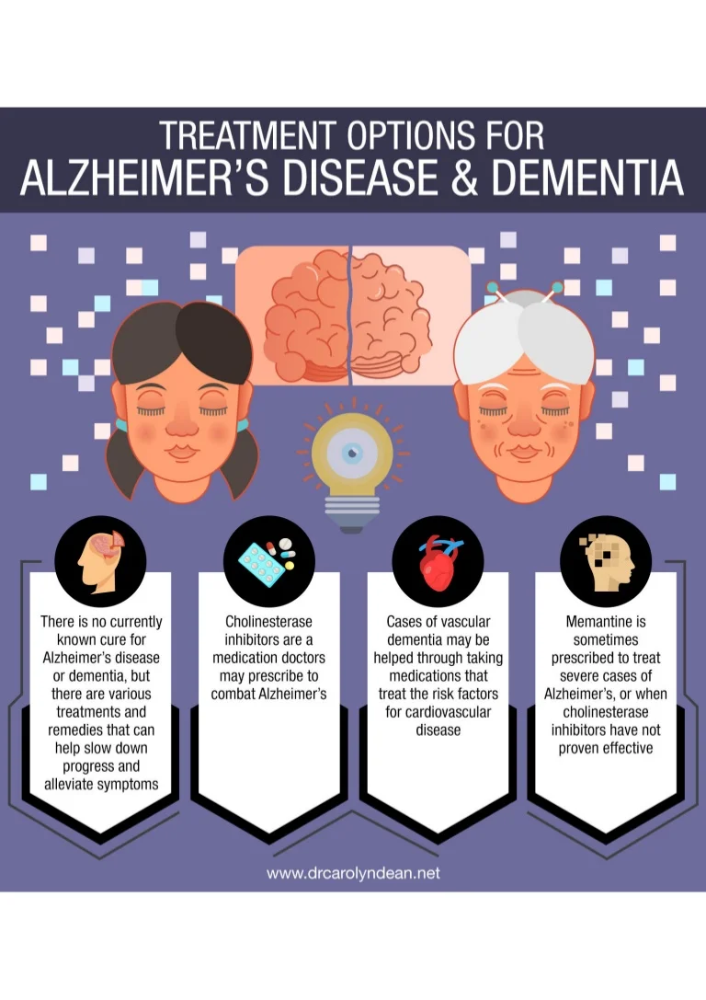 TREATMENT OPTIONS FOR
ALZHEIMER'S DISEASE & DEMENTIA
There is no currently
known cure for
Alzheimer's disease
or dementia, but
there are various
treatments and
remedies that can
help slow down
progress and
alleviate symptoms
Cholinesterase
inhibitors are a
medication doctors
may prescribe to
combat Alzheimer's
Cases of vascular
dementia may be
helped through taking
medications that
treat the risk factors
for cardiovascular
disease
Memantine is
sometimes
prescribed to treat
severe cases of
Alzheimer's, or when
cholinesterase
inhibitors have not
proven effective
www.drcarolyndean.net